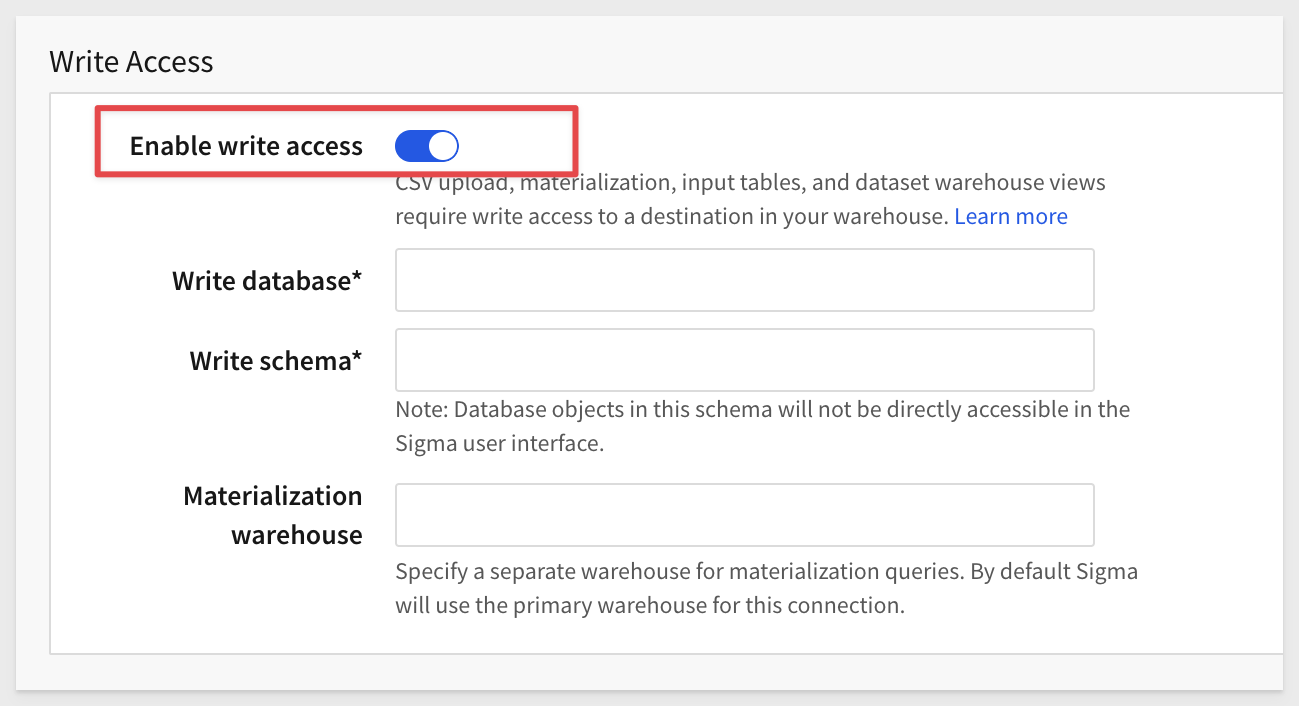 Write Access
Enable write access
CSV upload, materialization, input tables, and dataset warehouse views
require write access to a destination in your warehouse. Learn more
Write database*
Write schema*
Note: Database objects in this schema will not be directly accessible in the
Sigma user interface.
Materialization
warehouse
Specify a separate warehouse for materialization queries. By default Sigma
will use the primary warehouse for this connection.